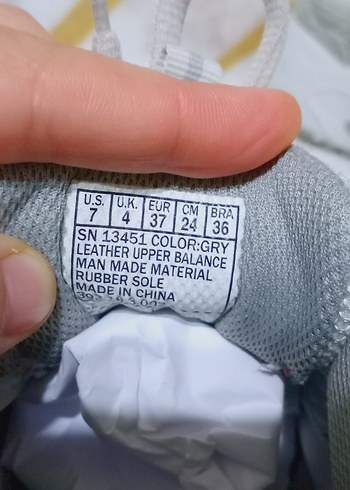 U.S. U.K. EUR CM BRA
7 4 37 24 36
SN 13451 COLOR:GRY
LEATHER UPPER BALANCE
MAN MADE MATERIAL
RUBBER SOLE
MADE IN CHINA